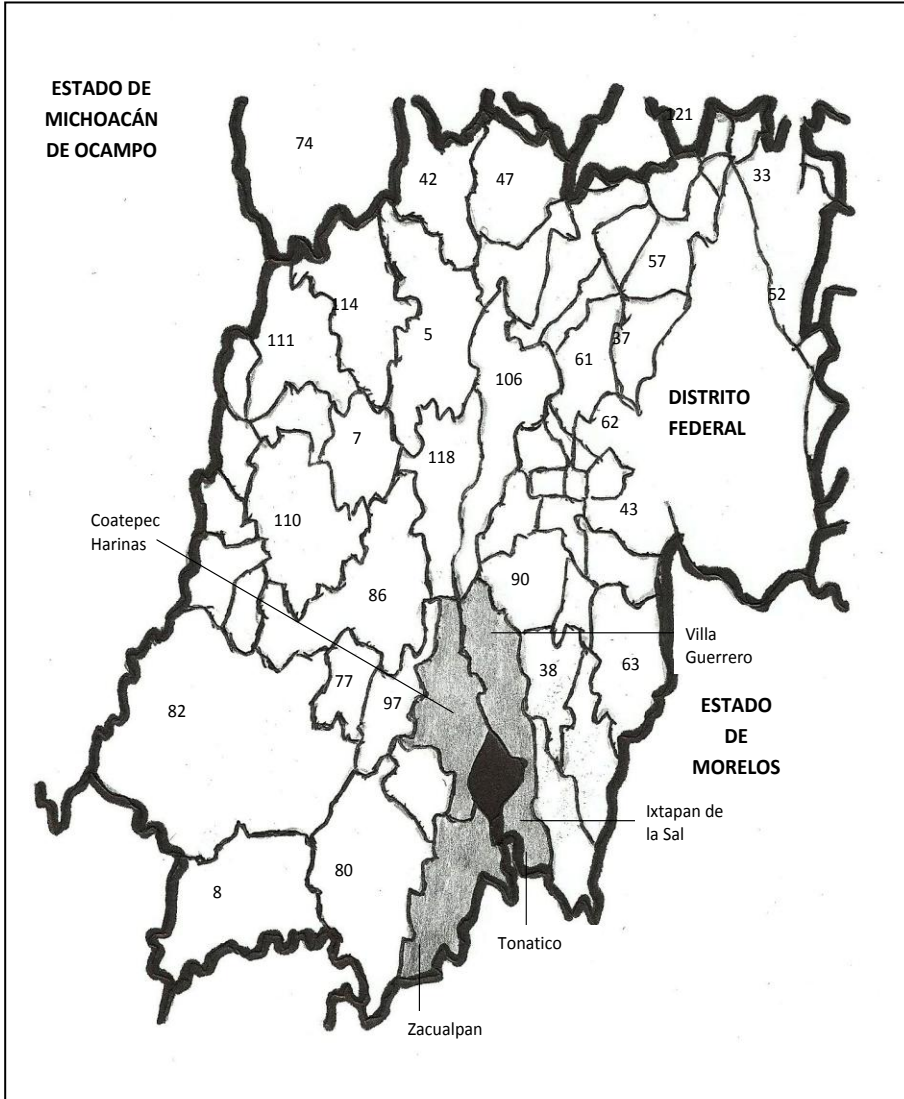 ESTADO DE
MICHOACÁN
DE OCAMPO
74
121
42
47
33
57
52
114
111
5
37
61
106
DISTRITO
FEDERAL
62
7
118
43
110
Coatepec
Harinas
90
86
Villa
Guerrero
38
63
77
97
82
ESTADO
DE
MORELOS
Ixtapan de
la Sal
80
8
Tonatico
Zacualpan